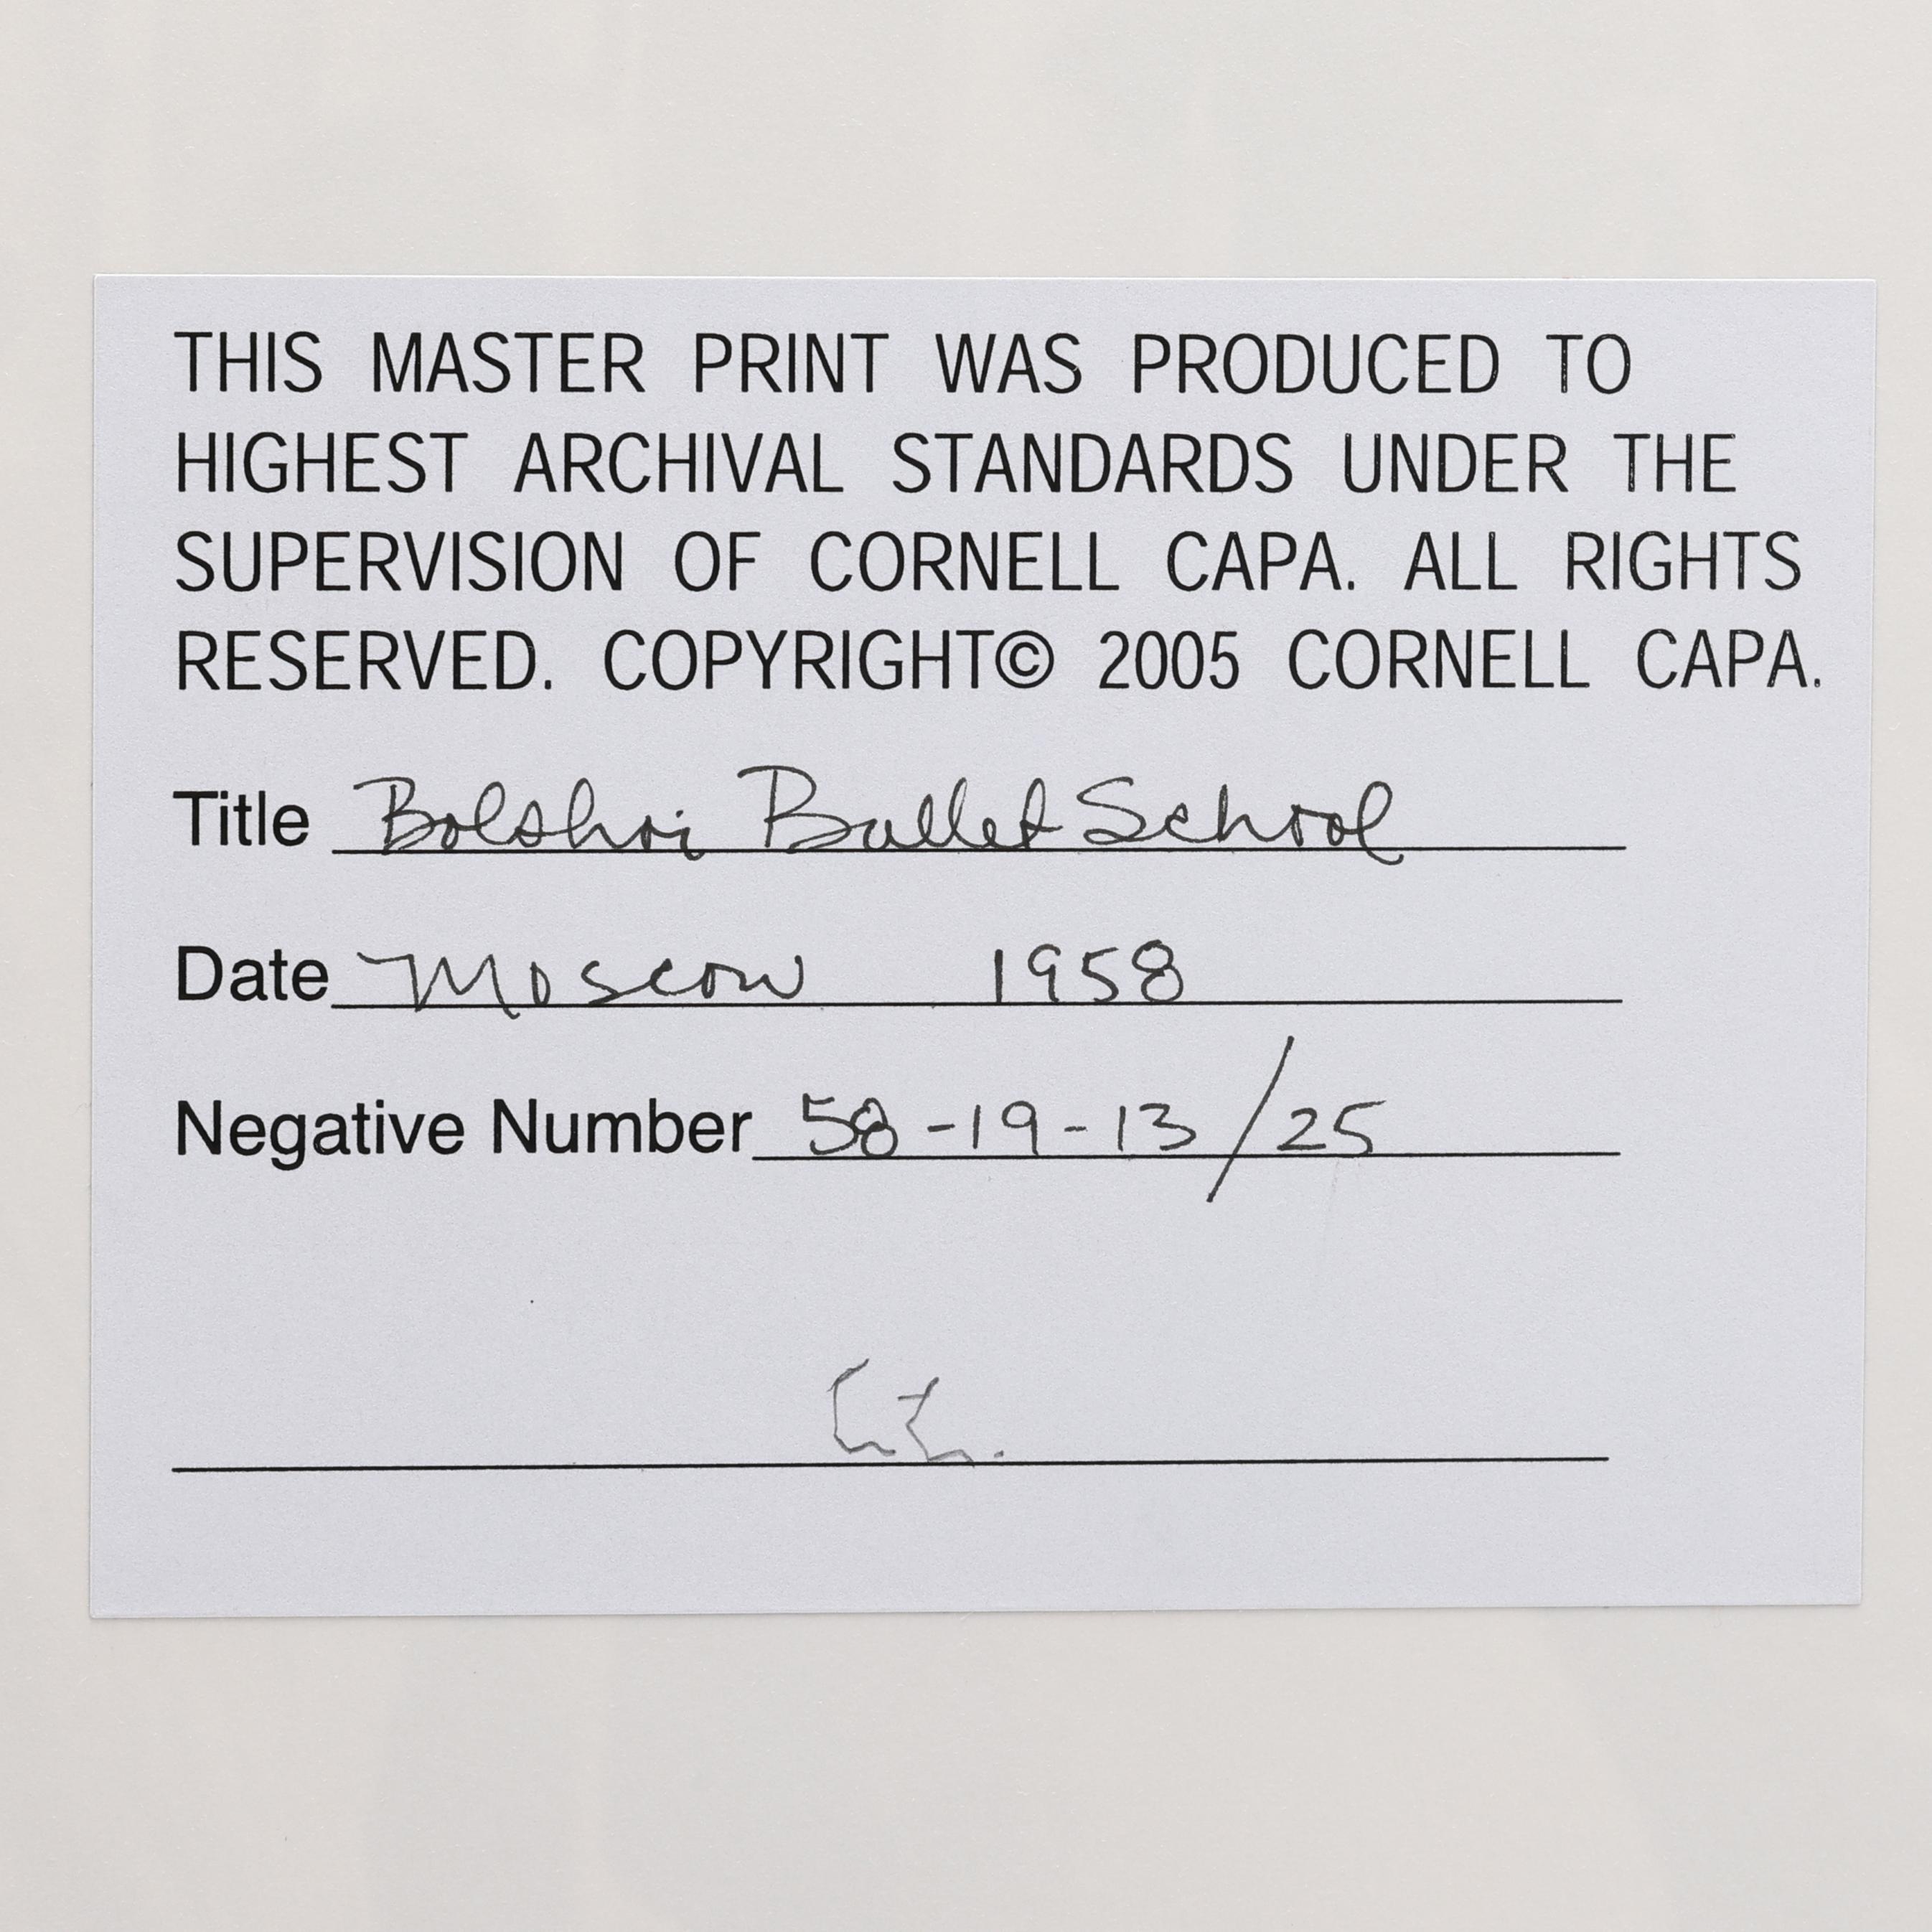 THIS MASTER PRINT WAS PRODUCED TO
HIGHEST ARCHIVAL STANDARDS UNDER THE
SUPERVISION OF CORNELL CAPA. ALL RIGHTS
RESERVED. COPYRIGHT© 2005 CORNELL CAPA.
Title Bolshoi Ballet School
Date Moscow 1958
Negative Number 58-19-13/25